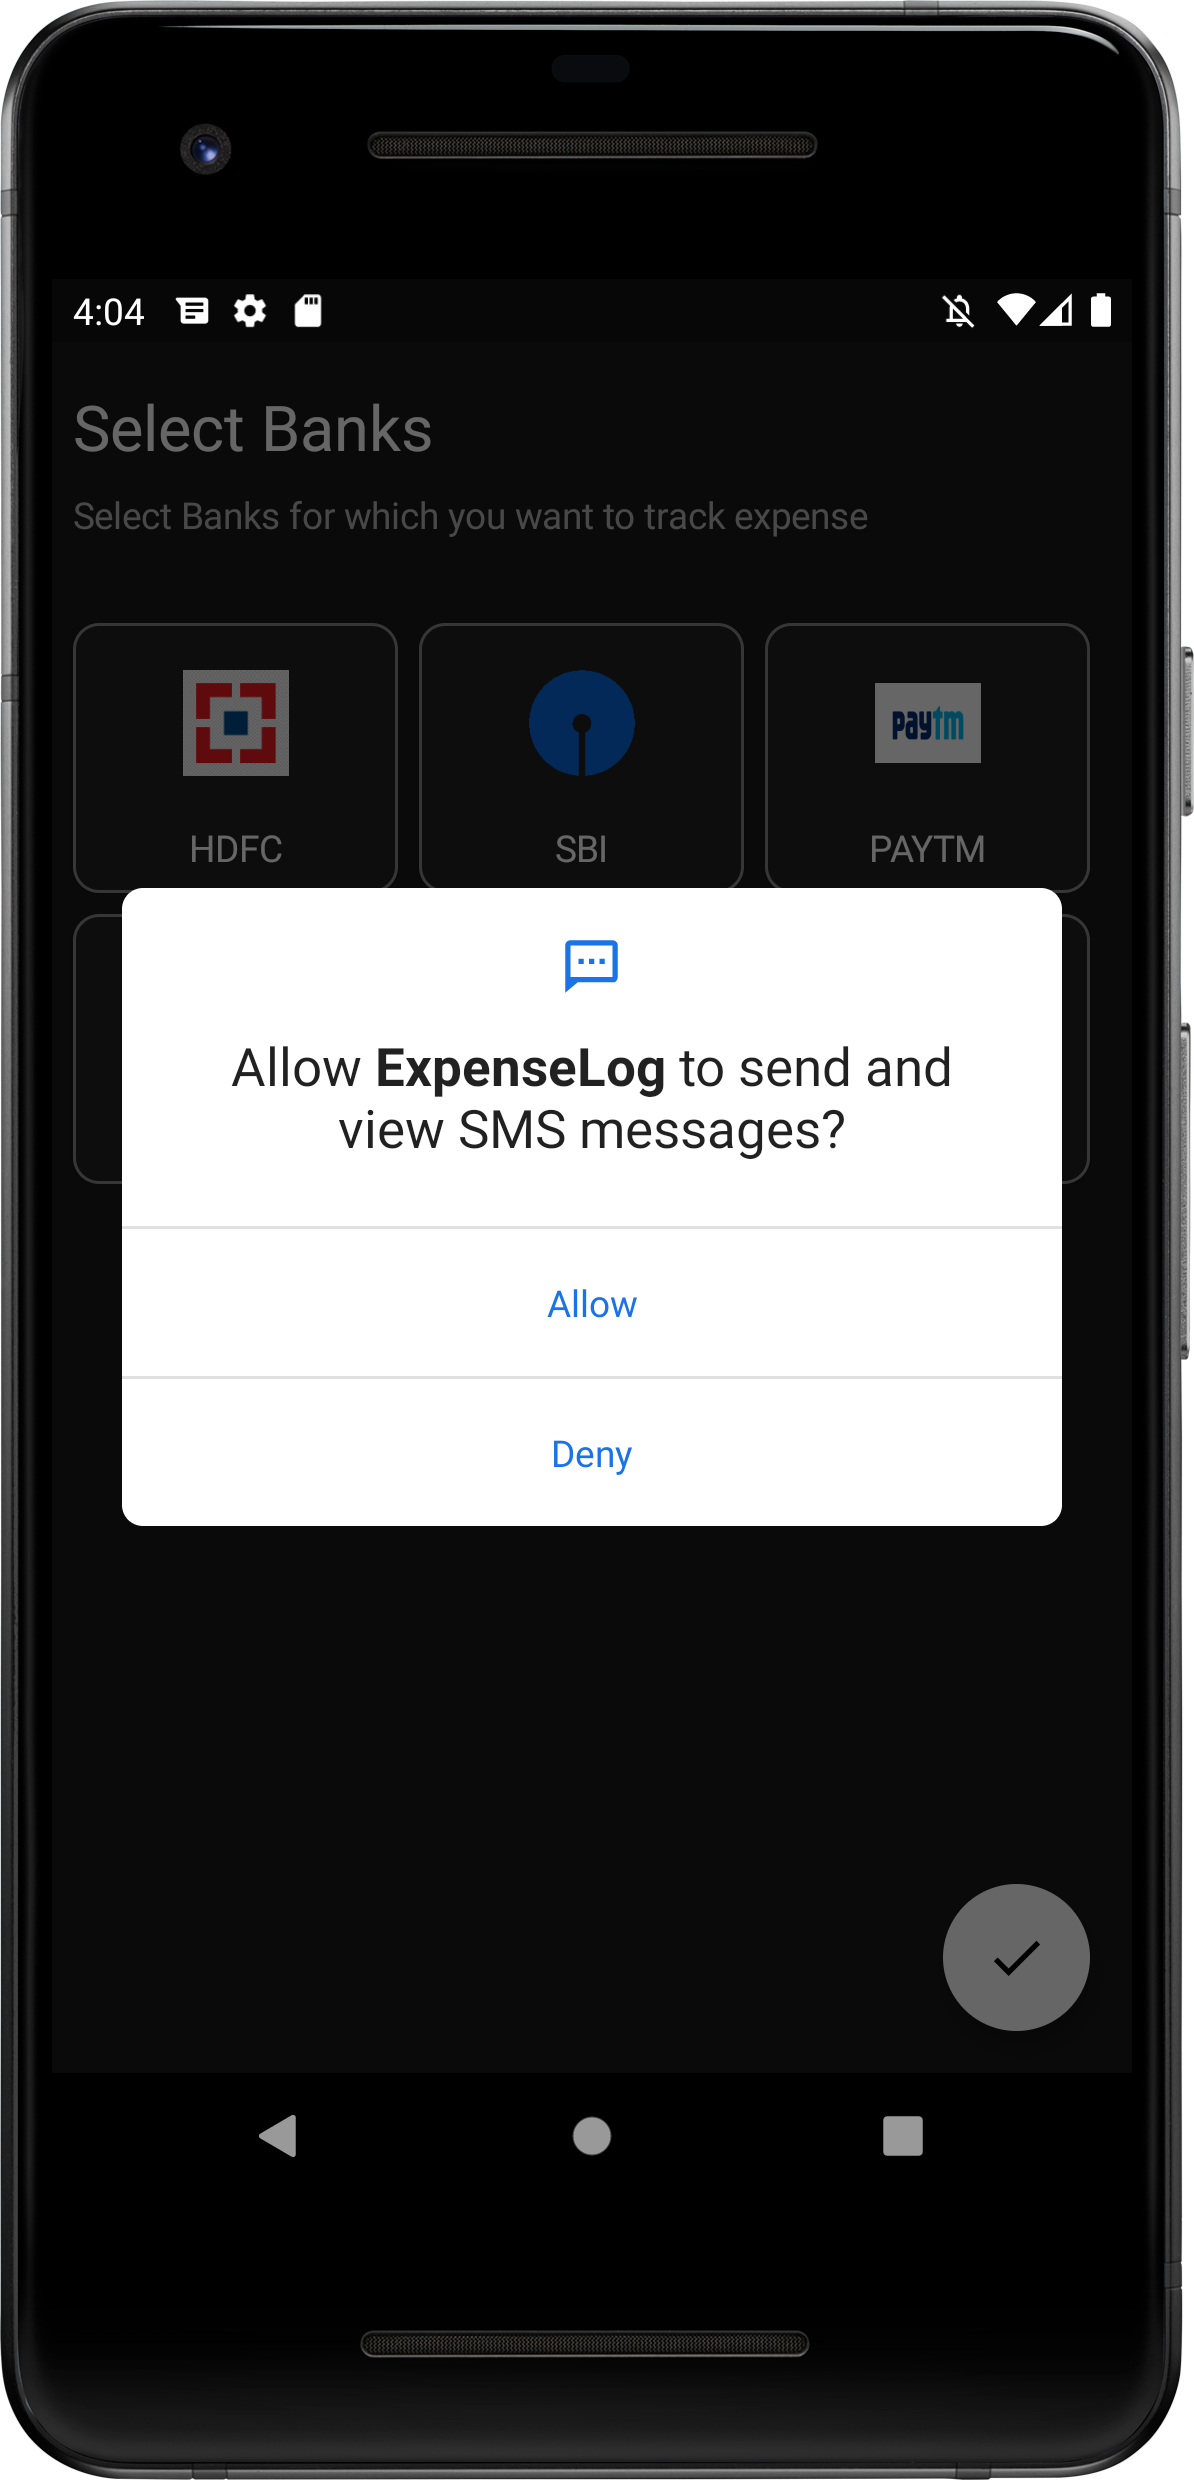 4:04
Select Banks
Select Banks for which you want to track expense
paytm
HDFC
SBI
PAYTM
Allow ExpenseLog to send and
view SMS messages?
Allow
Deny